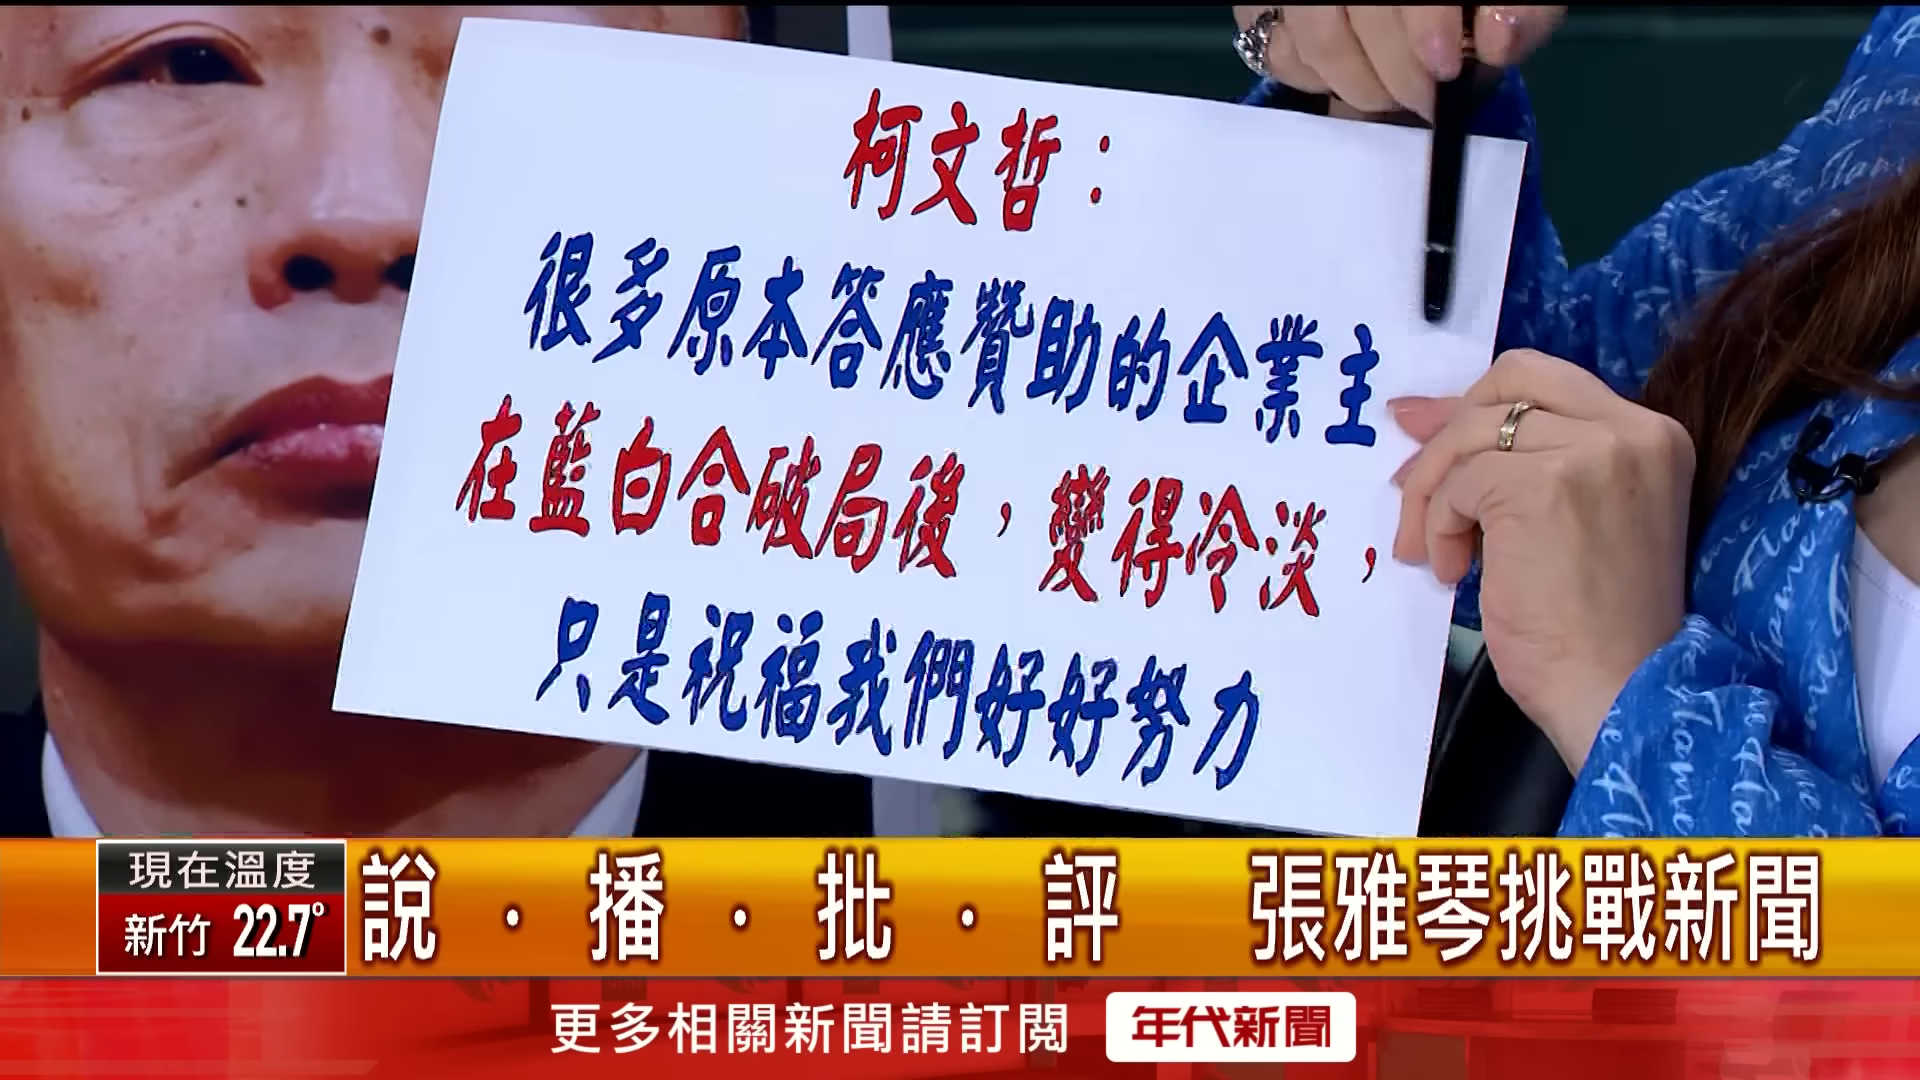 柯文哲：
很多原本答應贊助的企業主
在藍白合破局後，變得冷淡，
只是祝福我們好好努力
現在溫度
新竹 22.7°
說・播・批・評 張雅琴挑戰新聞
更多相關新聞請訂閱 年代新聞